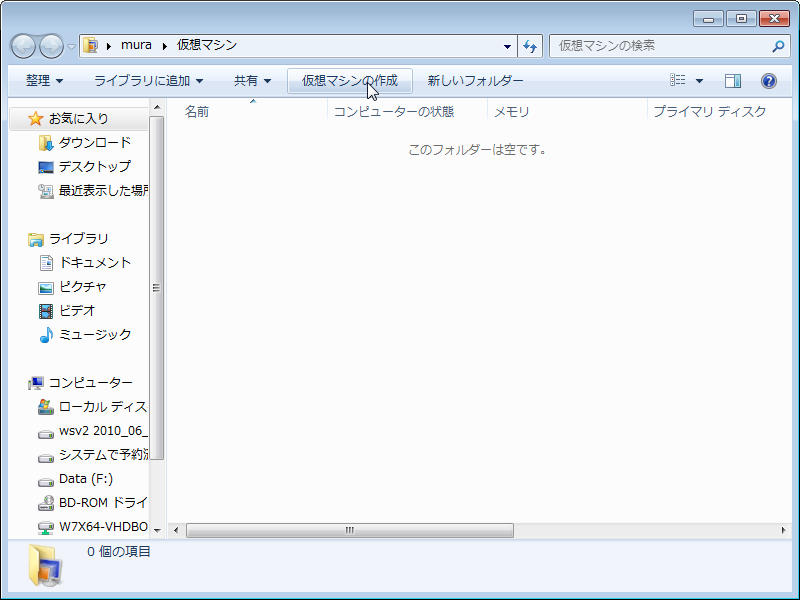 mura 仮想マシン
仮想マシンの検索
整理 ライブラリに追加 共有 仮想マシンの作成 新しいフォルダー
名前 コンピューターの状態 メモリ プライマリ ディスク
このフォルダーは空です。
お気に入り
ダウンロード
デスクトップ
最近表示した場所
ライブラリ
ドキュメント
ピクチャ
ビデオ
ミュージック
コンピューター
ローカル ディス
wsv2 2010_06_
システムで予約済
Data (F:)
BD-ROM ドライ
W7X64-VHDBO
0 個の項目